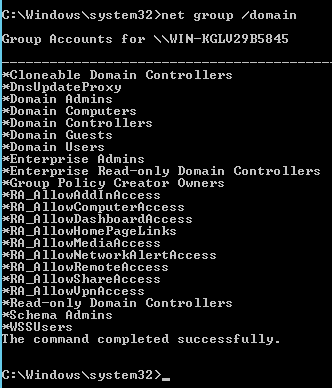 C:\Windows\system32>net group /domain
Group Accounts for \\WIN-KGLV29B5845
-------------------------------------------------------------------------------
*Cloneable Domain Controllers
*DnsUpdateProxy
*Domain Admins
*Domain Computers
*Domain Controllers
*Domain Guests
*Domain Users
*Enterprise Admins
*Enterprise Read-only Domain Controllers
*Group Policy Creator Owners
*RA_AllowAddInAccess
*RA_AllowComputerAccess
*RA_AllowDashboardAccess
*RA_AllowHomePageLinks
*RA_AllowMediaAccess
*RA_AllowNetworkAlertAccess
*RA_AllowRemoteAccess
*RA_AllowShareAccess
*RA_AllowVpnAccess
*Read-only Domain Controllers
*Schema Admins
*WSSUsers
The command completed successfully.
C:\Windows\system32>_